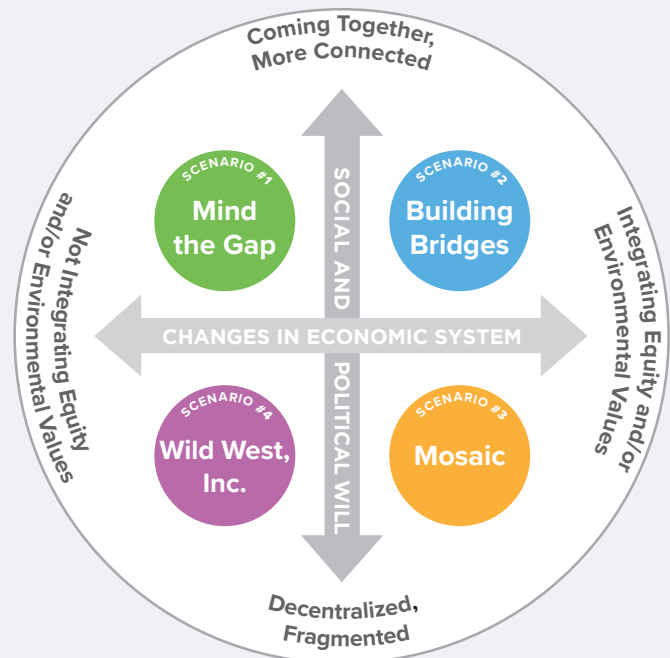 Coming Together,
More Connected
SCENARIO #1
Mind
the Gap
SCENARIO #2
Building
Bridges
Not Integrating Equity
and/or Environmental Values
Integrating Equity and/or
Environmental Values
SOCIAL AND POLITICAL WILL
CHANGES IN ECONOMIC SYSTEM
SCENARIO #4
Wild West,
Inc.
SCENARIO #3
Mosaic
Decentralized,
Fragmented